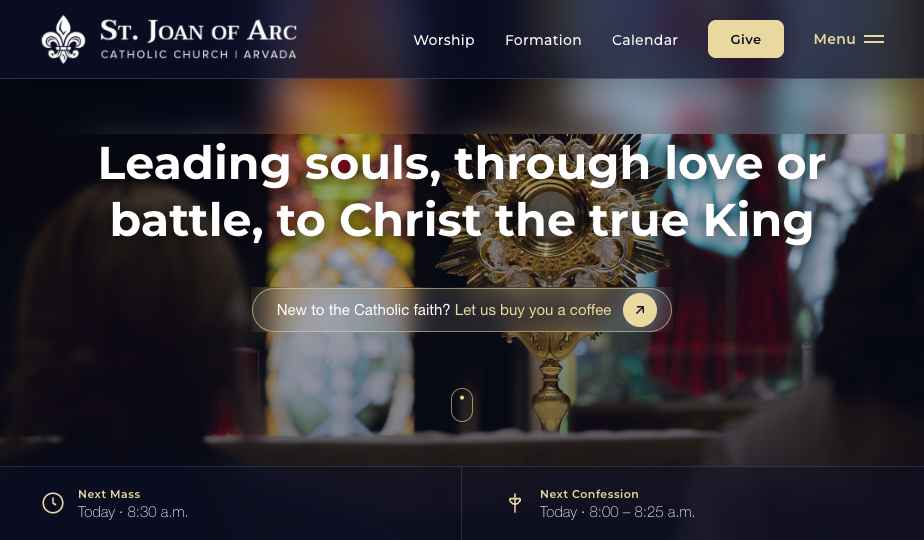 St. Joan of Arc
CATHOLIC CHURCH | ARVADA
Worship
Formation
Calendar
Give
Menu
Leading souls, through love or
battle, to Christ the true King
New to the Catholic faith? Let us buy you a coffee
Next Mass
Today · 8:30 a.m.
Next Confession
Today · 8:00 – 8:25 a.m.